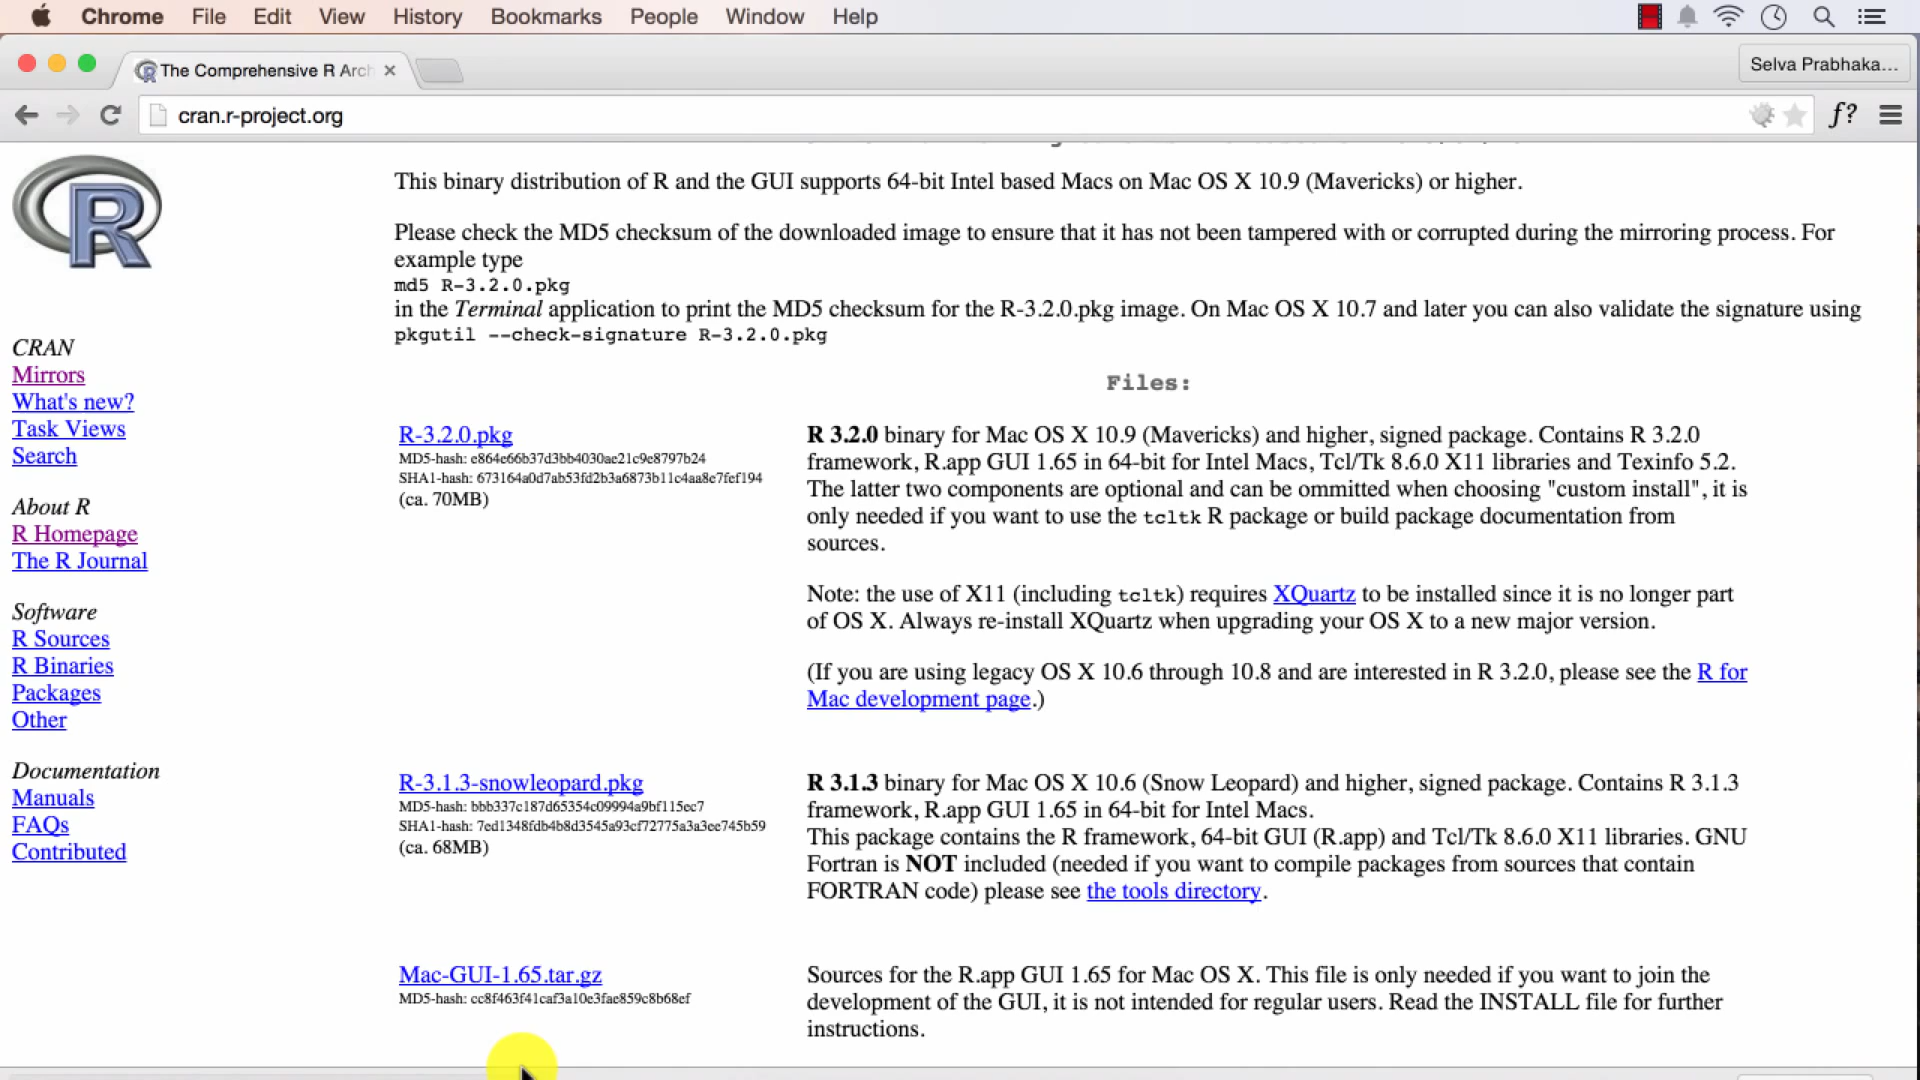 Chrome File Edit View History Bookmarks People Window Help
The Comprehensive R Arch
Selva Prabhaka...
cran.r-project.org
f?
R
This binary distribution of R and the GUI supports 64-bit Intel based Macs on Mac OS X 10.9 (Mavericks) or higher.
Please check the MD5 checksum of the downloaded image to ensure that it has not been tampered with or corrupted during the mirroring process. For
example type
md5 R-3.2.0.pkg
in the Terminal application to print the MD5 checksum for the R-3.2.0.pkg image. On Mac OS X 10.7 and later you can also validate the signature using
pkgutil --check-signature R-3.2.0.pkg
CRAN
Mirrors
What's new?
Task Views
Search
About R
R Homepage
The R Journal
Software
R Sources
R Binaries
Packages
Other
Documentation
Manuals
FAQs
Contributed
Files:
R-3.2.0.pkg
MD5-hash: e864e66b37d3bb4030ae21c9e8797b24
SHA1-hash: 673164a0d7ab53fd2b3a6873b11c4aa8e7fef194
(ca. 70MB)
R 3.2.0 binary for Mac OS X 10.9 (Mavericks) and higher, signed package. Contains R 3.2.0
framework, R.app GUI 1.65 in 64-bit for Intel Macs, Tcl/Tk 8.6.0 X11 libraries and Texinfo 5.2.
The latter two components are optional and can be ommitted when choosing "custom install", it is
only needed if you want to use the tcltk R package or build package documentation from
sources.
Note: the use of X11 (including tcltk) requires XQuartz to be installed since it is no longer part
of OS X. Always re-install XQuartz when upgrading your OS X to a new major version.
(If you are using legacy OS X 10.6 through 10.8 and are interested in R 3.2.0, please see the R for
Mac development page.)
R-3.1.3-snowleopard.pkg
MD5-hash: bbb337c187d65354c09994a9bf115ec7
SHA1-hash: 7ed1348fdb4b8d3545a93cf72775a3a3ee745b59
(ca. 68MB)
R 3.1.3 binary for Mac OS X 10.6 (Snow Leopard) and higher, signed package. Contains R 3.1.3
framework, R.app GUI 1.65 in 64-bit for Intel Macs.
This package contains the R framework, 64-bit GUI (R.app) and Tcl/Tk 8.6.0 X11 libraries. GNU
Fortran is NOT included (needed if you want to compile packages from sources that contain
FORTRAN code) please see the tools directory.
Mac-GUI-1.65.tar.gz
MD5-hash: cc8f463f41caf3a10e3fae859c8b68ef
Sources for the R.app GUI 1.65 for Mac OS X. This file is only needed if you want to join the
development of the GUI, it is not intended for regular users. Read the INSTALL file for further
instructions.